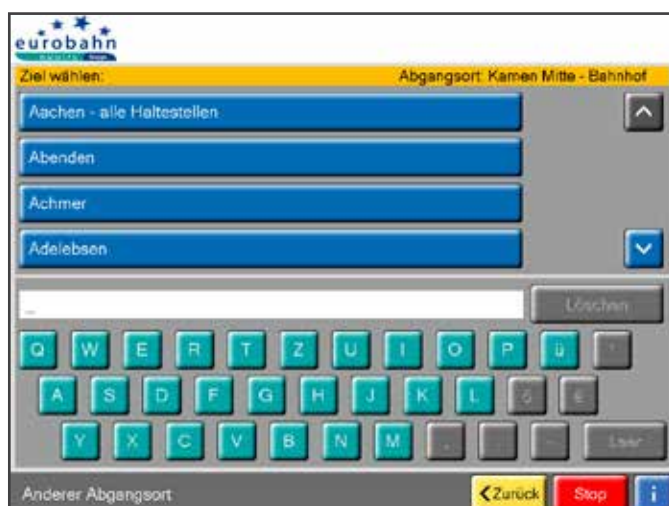 eurobahn
Ziel wählen: Abgangsort: Kamen Mitte - Bahnhof
Aachen - alle Haltestellen
Abenden
Achmer
Adelebsen
Löschen
Q W E R T Z U I O P ü
A S D F G H J K L ö
Y X C V B N M . - Leer
Anderer Abgangsort <Zurück Stop i